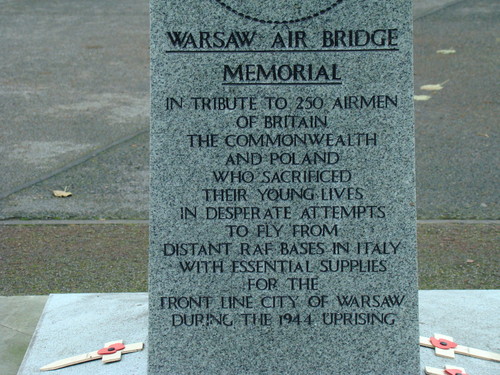 WARSAW AIR BRIDGE
MEMORIAL
IN TRIBUTE TO 250 AIRMEN
OF BRITAIN
THE COMMONWEALTH
AND POLAND
WHO SACRIFICED
THEIR YOUNG LIVES
IN DESPERATE ATTEMPTS
TO FLY FROM
DISTANT RAF BASES IN ITALY
WITH ESSENTIAL SUPPLIES
FOR THE
FRONT LINE CITY OF WARSAW
DURING THE 1944 UPRISING